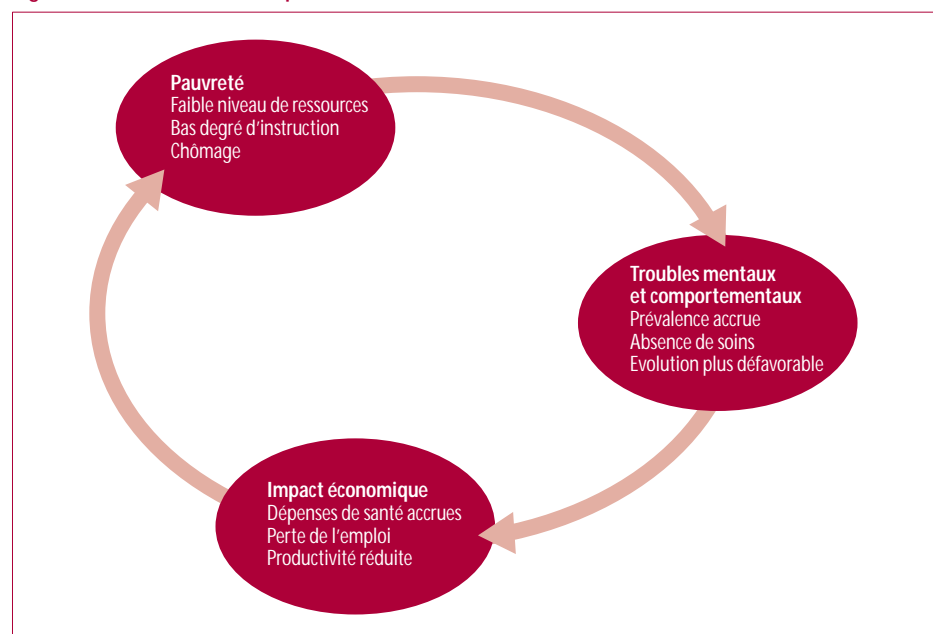 Pauvreté
Faible niveau de ressources
Bas degré d'instruction
Chômage
Troubles mentaux
et comportementaux
Prévalence accrue
Absence de soins
Evolution plus défavorable
Impact économique
Dépenses de santé accrues
Perte de l'emploi
Productivité réduite